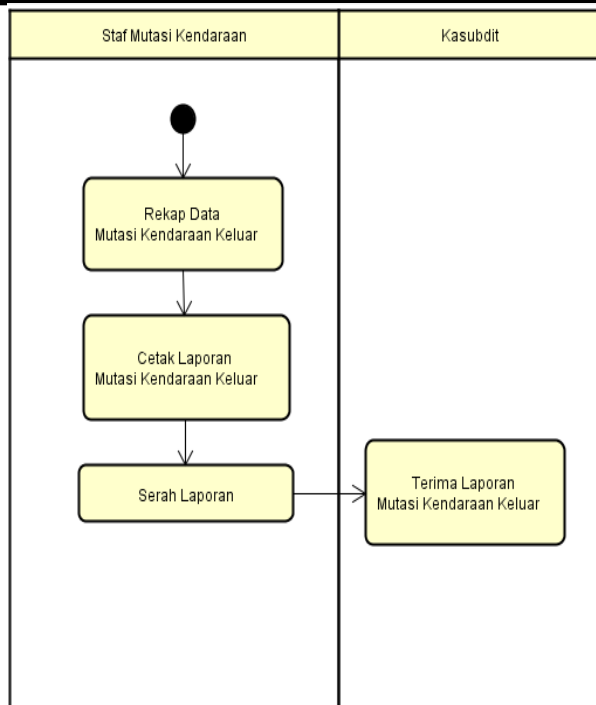 Staf Mutasi Kendaraan
Kasubdit
Rekap Data
Mutasi Kendaraan Keluar
Cetak Laporan
Mutasi Kendaraan Keluar
Serah Laporan
Terima Laporan
Mutasi Kendaraan Keluar